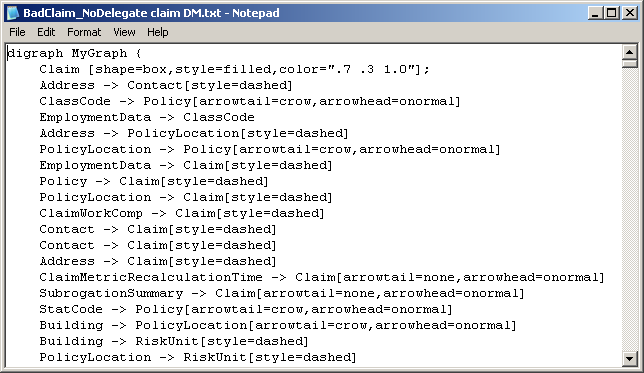 BadClaim_NoDelegate claim DM.txt - Notepad
File Edit Format View Help
digraph MyGraph {
    Claim [shape=box,style=filled,color=".7 .3 1.0"];
    Address -> Contact[style=dashed]
    ClassCode -> Policy[arrowtail=crow,arrowhead=onormal]
    EmploymentData -> ClassCode
    Address -> PolicyLocation[style=dashed]
    PolicyLocation -> Policy[arrowtail=crow,arrowhead=onormal]
    EmploymentData -> Claim[style=dashed]
    Policy -> Claim[style=dashed]
    PolicyLocation -> Claim[style=dashed]
    ClaimWorkComp -> Claim[style=dashed]
    Contact -> Claim[style=dashed]
    Contact -> Claim[style=dashed]
    Address -> Claim[style=dashed]
    ClaimMetricRecalculationTime -> Claim[arrowtail=none,arrowhead=onormal]
    SubrogationSummary -> Claim[arrowtail=none,arrowhead=onormal]
    StatCode -> Policy[arrowtail=crow,arrowhead=onormal]
    Building -> PolicyLocation[arrowtail=crow,arrowhead=onormal]
    Building -> RiskUnit[style=dashed]
    PolicyLocation -> RiskUnit[style=dashed]